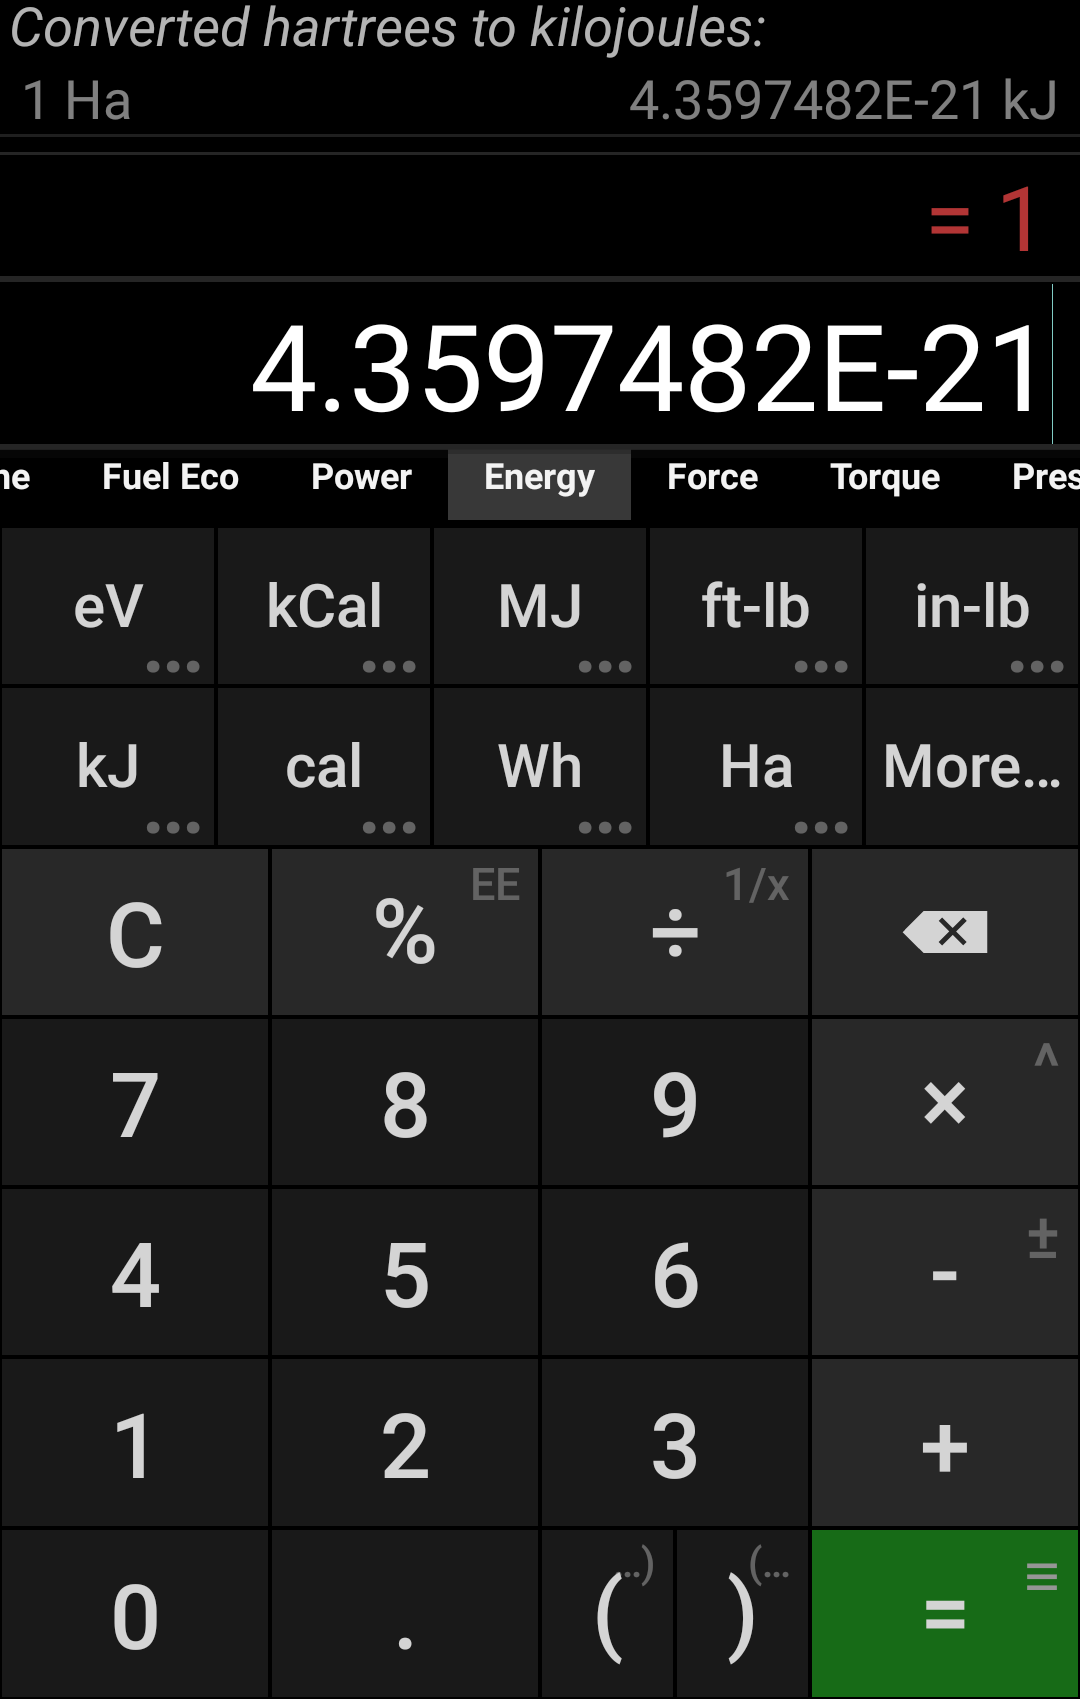 Converted hartrees to kilojoules:
1 Ha 4.3597482E-21 kJ
= 1
4.3597482E-21
ne Fuel Eco Power Energy Force Torque Pres
eV kCal MJ ft-lb in-lb
kJ cal Wh Ha More...
C % EE ÷ 1/x
7 8 9 × ^
4 5 6 - ±
1 2 3 +
0 . ( ..) ) (... = ≡